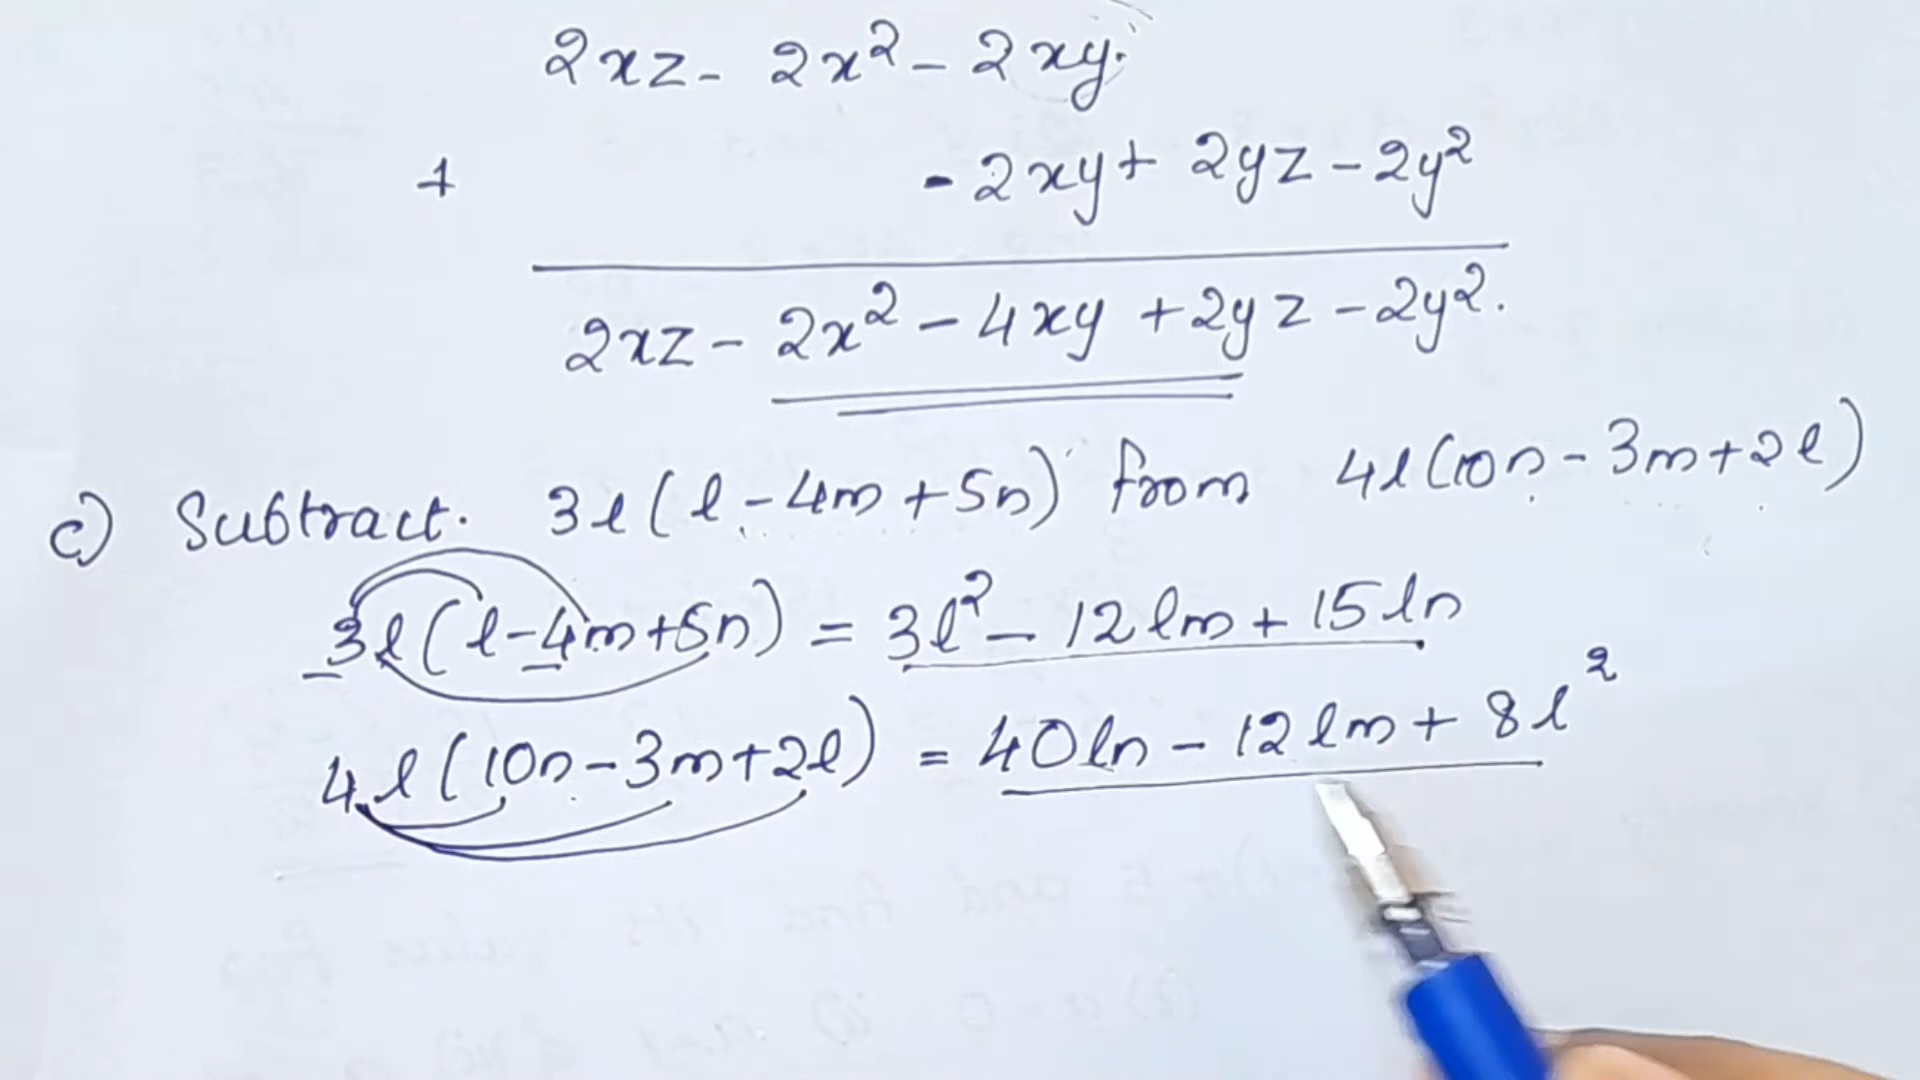 2xz - 2x² - 2xy.
+ - 2xy + 2yz - 2y²
2xz - 2x² - 4xy + 2yz - 2y².
c) Subtract. 3l(l - 4m + 5n) from 4l(10n - 3m + 2l)
3l(l - 4m + 5n) = 3l² - 12lm + 15ln
4l(10n - 3m + 2l) = 40ln - 12lm + 8l²